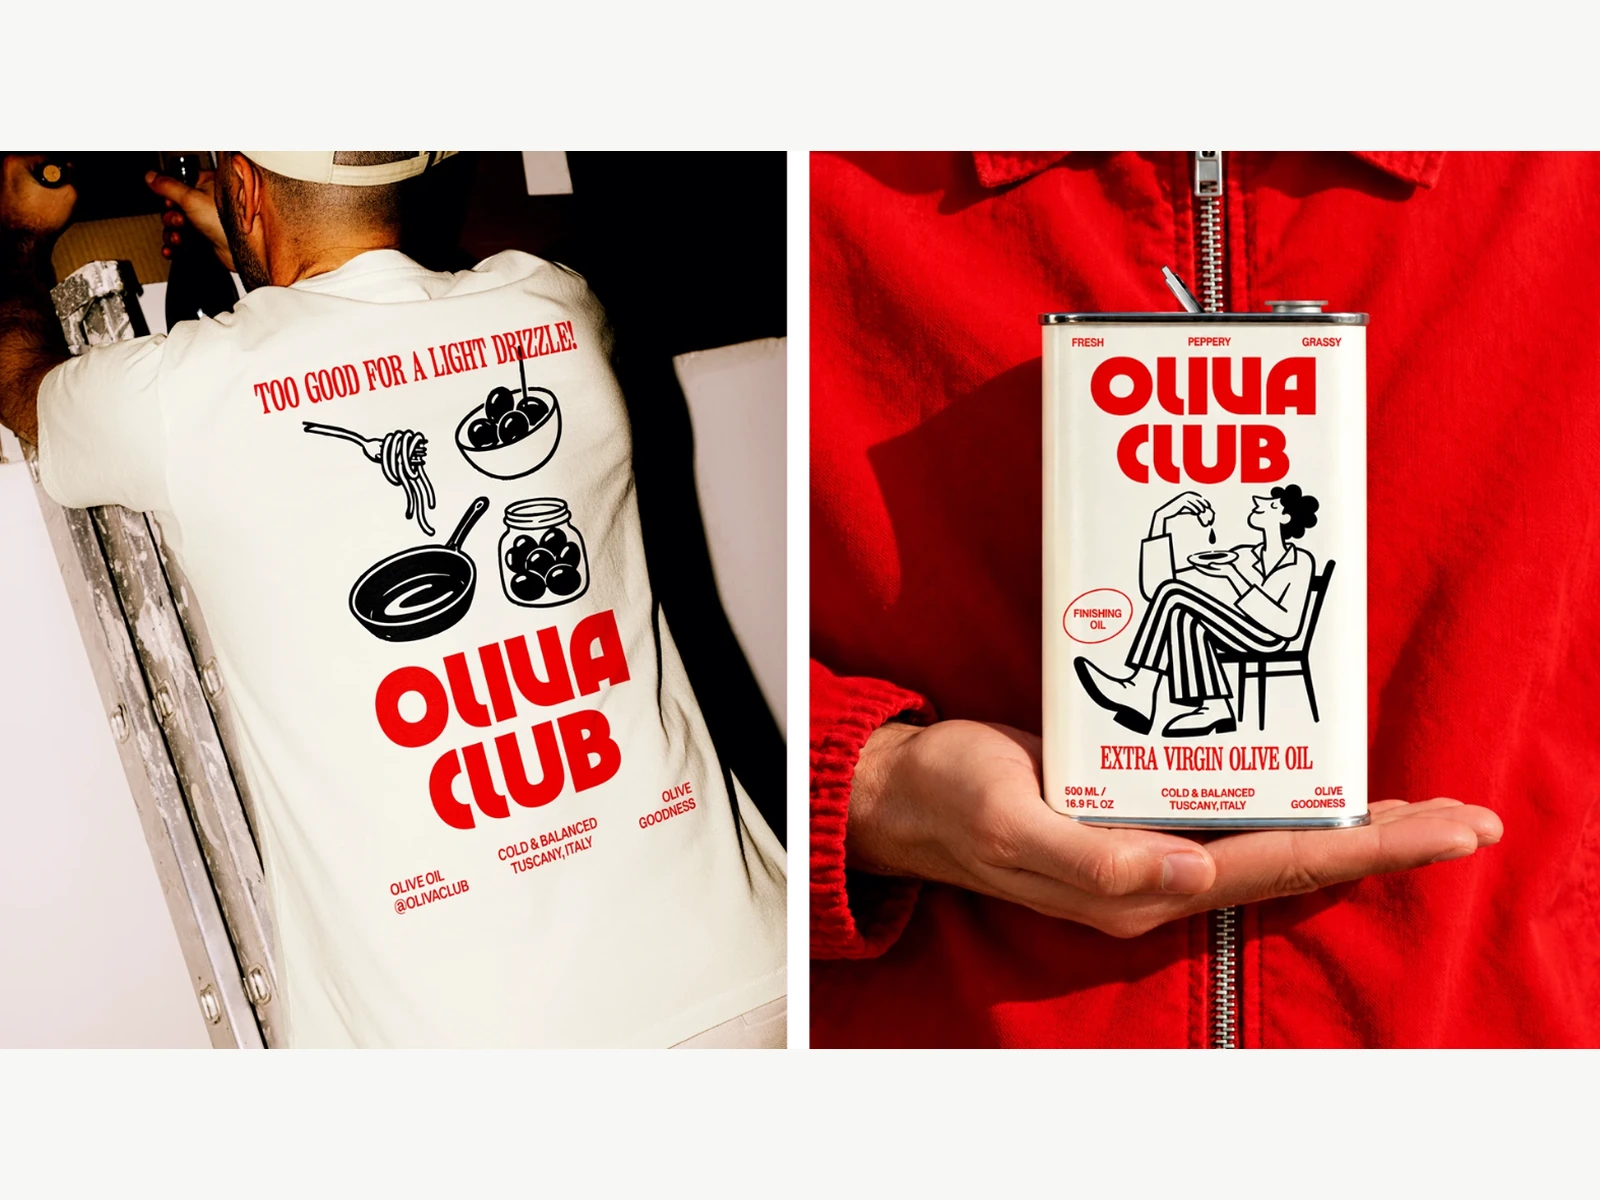 TOO GOOD FOR A LIGHT DRIZZLE!
OLIVA
CLUB
OLIVE OIL
@OLIVACLUB
COLD & BALANCED
TUSCANY, ITALY
OLIVE
GOODNESS
FRESH
PEPPERY
GRASSY
OLIVA
CLUB
FINISHING
OIL
EXTRA VIRGIN OLIVE OIL
500 ML /
16.9 FL OZ
COLD & BALANCED
TUSCANY, ITALY
OLIVE
GOODNESS